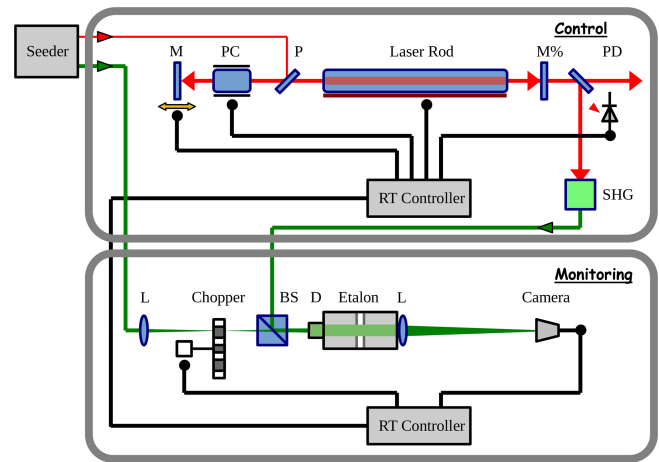 Control
Seeder
M
PC
P
Laser Rod
M%
PD
RT Controller
SHG
Monitoring
L
Chopper
BS
D
Etalon
L
Camera
RT Controller